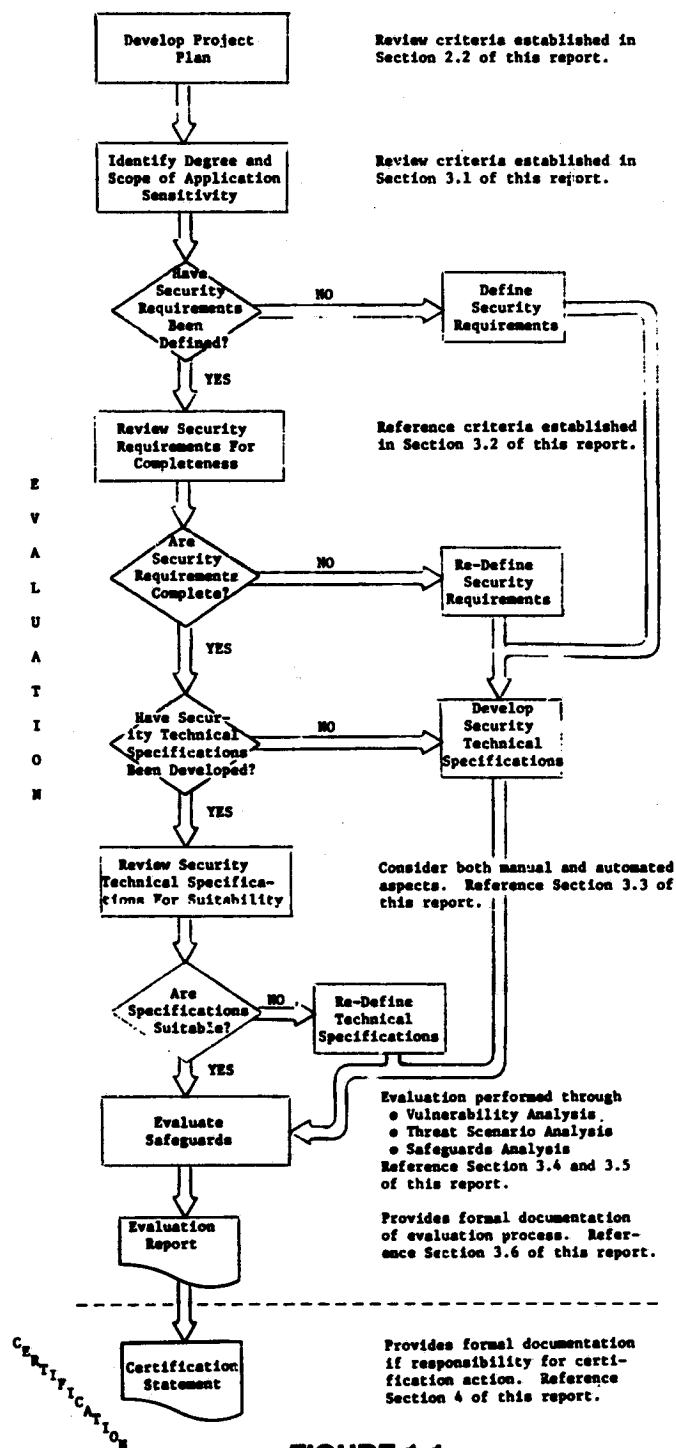 Develop Project
Plan
Review criteria established in
Section 2.2 of this report.
Identify Degree and
Scope of Application
Sensitivity
Review criteria established in
Section 3.1 of this report.
Have
Security
Requirements
Been
Defined?
NO
Define
Security
Requirements
YES
Review Security
Requirements For
Completeness
Reference criteria established
in Section 3.2 of this report.
EVALUATION
Are
Security
Requirements
Complete?
NO
Re-Define
Security
Requirements
YES
Have Secur-
ity Technical
Specifications
Been Developed?
NO
Develop
Security
Technical
Specifications
YES
Review Security
Technical Specifica-
tions For Suitability
Consider both manual and automated
aspects. Reference Section 3.3 of
this report.
Are
Specifications
Suitable?
NO
Re-Define
Technical
Specifications
YES
Evaluate
Safeguards
Evaluation performed through
● Vulnerability Analysis
● Threat Scenario Analysis
● Safeguards Analysis
Reference Section 3.4 and 3.5
of this report.
Evaluation
Report
Provides formal documentation
of evaluation process. Refer-
ence Section 3.6 of this report.
CERTIFICATION
Certification
Statement
Provides formal documentation
if responsibility for certi-
fication action. Reference
Section 4 of this report.